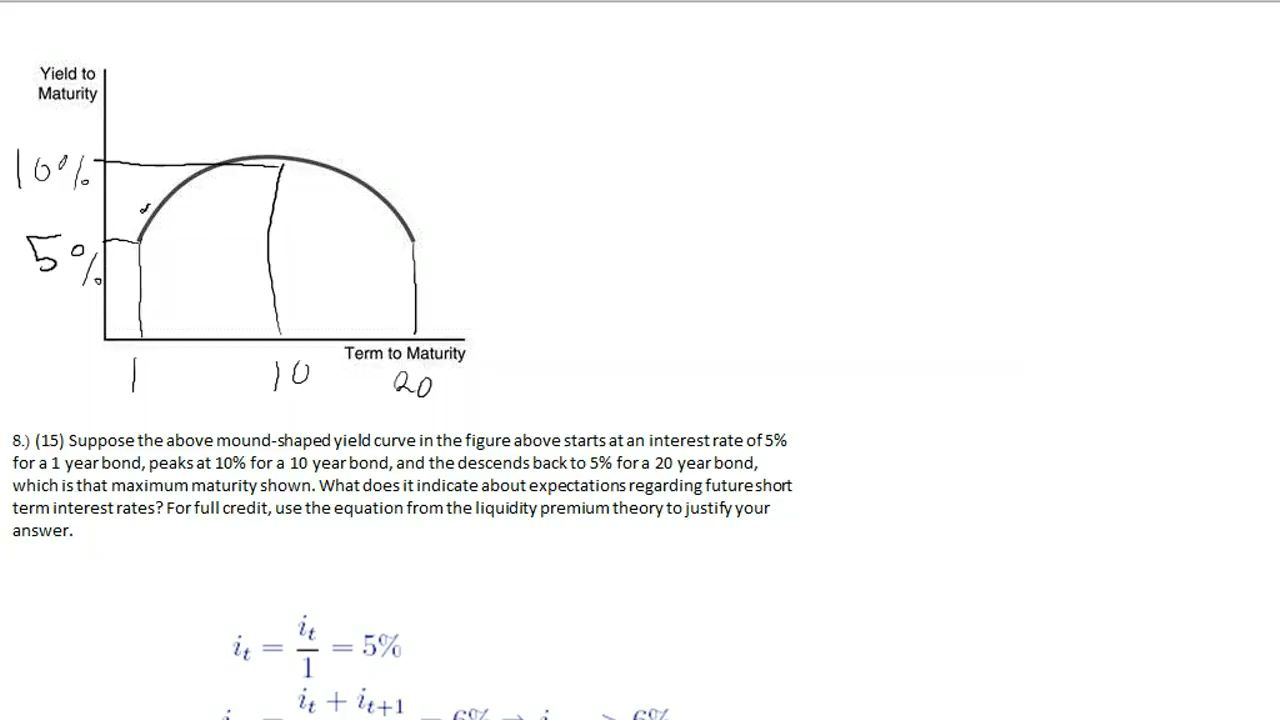 Yield to
Maturity
10%
5%
Term to Maturity
1
10
20
8.) (15) Suppose the above mound-shaped yield curve in the figure above starts at an interest rate of 5%
for a 1 year bond, peaks at 10% for a 10 year bond, and the descends back to 5% for a 20 year bond,
which is that maximum maturity shown. What does it indicate about expectations regarding future short
term interest rates? For full credit, use the equation from the liquidity premium theory to justify your
answer.
i_t = i_t / 1 = 5%
i_t + i_{t+1}